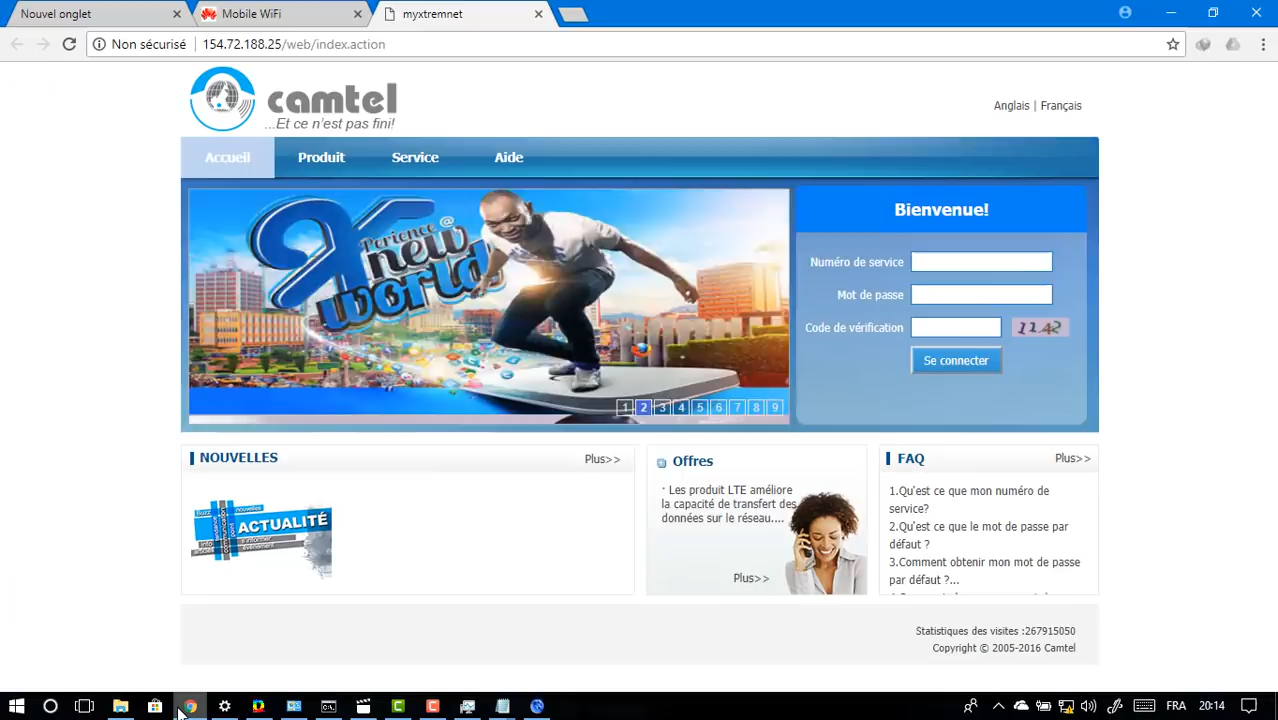 Nouvel onglet
Mobile WiFi
myxtremnet
Non sécurisé
154.72.188.25/web/index.action
camtel
...Et ce n'est pas fini!
Anglais | Français
Accueil
Produit
Service
Aide
Xperience @
new
world
1 2 3 4 5 6 7 8 9
Bienvenue!
Numéro de service
Mot de passe
Code de vérification
1142
Se connecter
NOUVELLES
Plus>>
ACTUALITÉ
Offres
· Les produit LTE améliore
la capacité de transfert des
données sur le réseau....
Plus>>
FAQ
Plus>>
1.Qu'est ce que mon numéro de
service?
2.Qu'est ce que le mot de passe par
défaut ?
3.Comment obtenir mon mot de passe
par défaut ?...
Statistiques des visites :267915050
Copyright © 2005-2016 Camtel
FRA
20:14